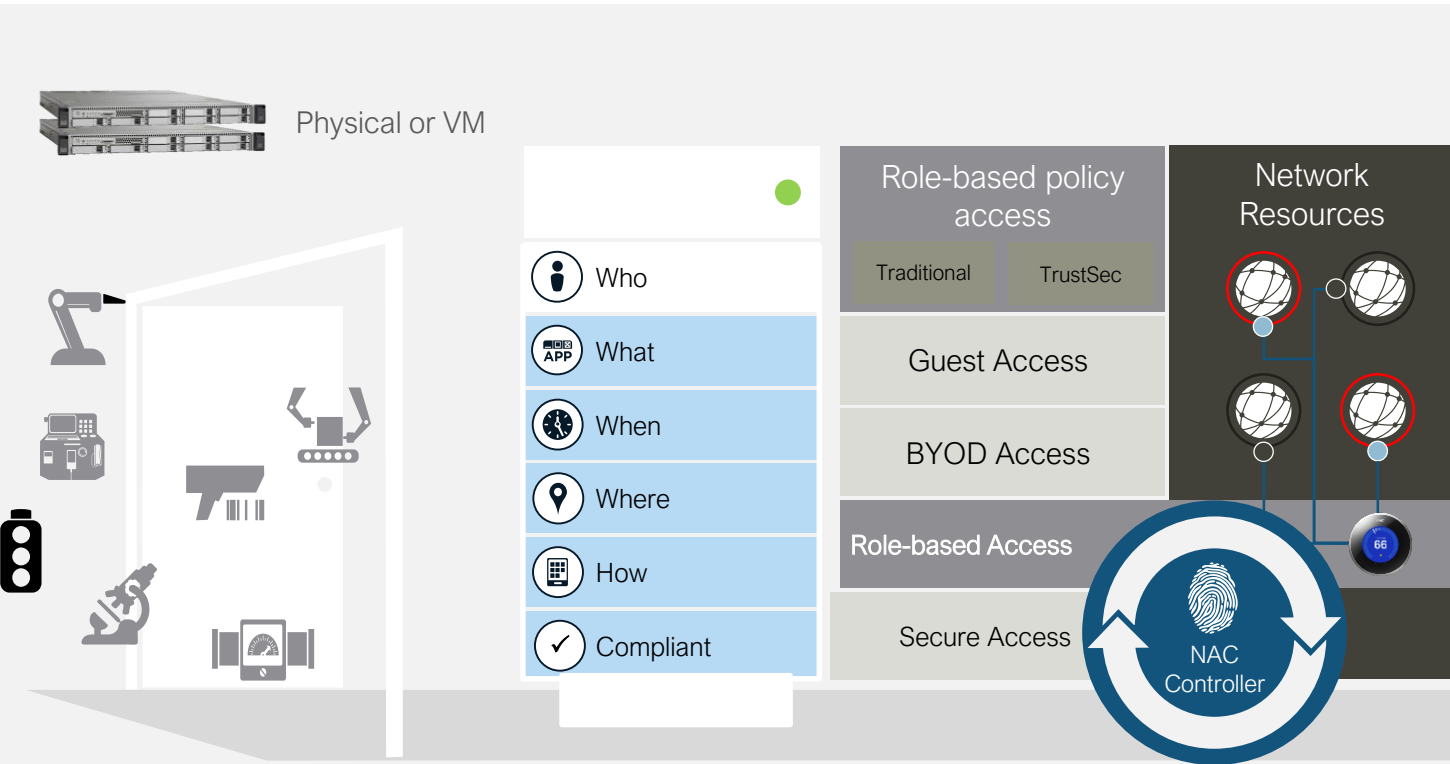 Physical or VM
Who
APP
What
When
Where
How
Compliant
Role-based policy
access
Traditional
TrustSec
Guest Access
BYOD Access
Role-based Access
Secure Access
Network
Resources
66
NAC
Controller